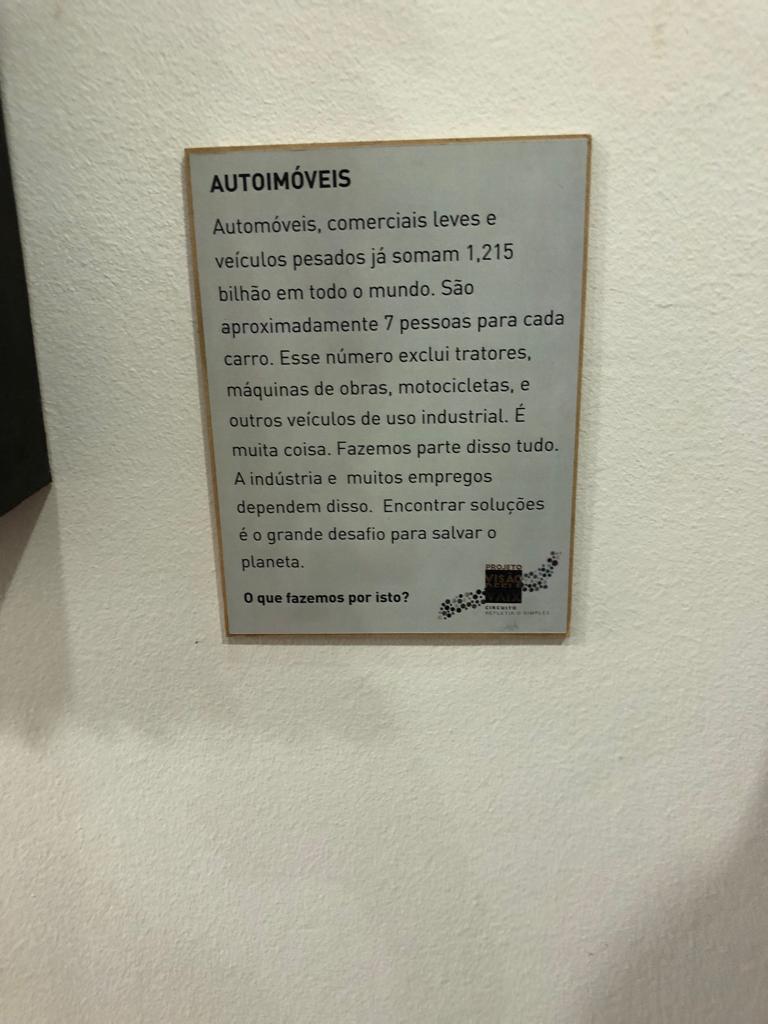 AUTOIMÓVEIS
Automóveis, comerciais leves e
veículos pesados já somam 1,215
bilhão em todo o mundo. São
aproximadamente 7 pessoas para cada
carro. Esse número exclui tratores,
máquinas de obras, motocicletas, e
outros veículos de uso industrial. É
muita coisa. Fazemos parte disso tudo.
A indústria e muitos empregos
dependem disso. Encontrar soluções
é o grande desafio para salvar o
planeta.
O que fazemos por isto?
PROJETO
VISÃO
CIRCUITO